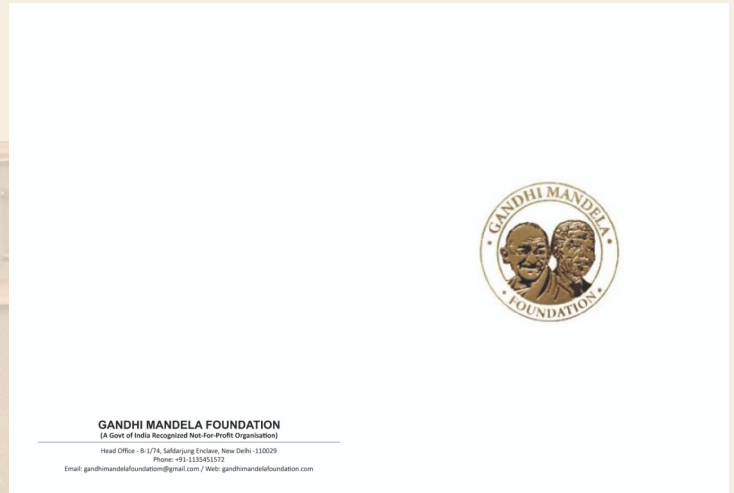 GANDHI MANDELA
FOUNDATION
GANDHI MANDELA FOUNDATION
(A Govt of India Recognized Not-For-Profit Organisation)
Head Office - B-1/74, Safdarjung Enclave, New Delhi -110029
Phone: +91-1135451572
Email: gandhimandelafoundatiom@gmail.com / Web: gandhimandelafoundation.com